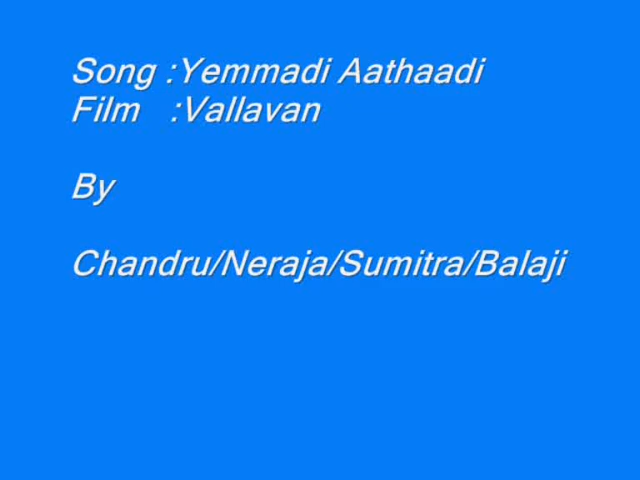 Song :Yemmadi Aathaadi
Film :Vallavan
By
Chandru/Neraja/Sumitra/Balaji